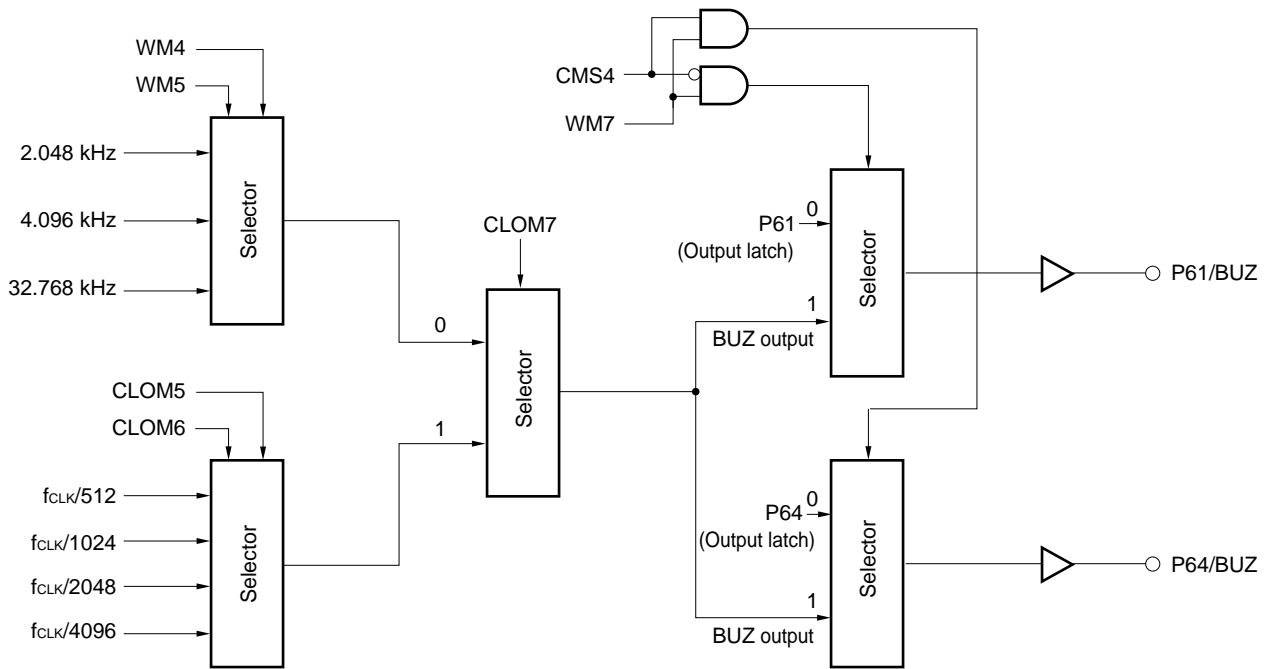 WM4
WM5
2.048 kHz
4.096 kHz
32.768 kHz
Selector
CLOM5
CLOM6
fCLK/512
fCLK/1024
fCLK/2048
fCLK/4096
Selector
CLOM7
0
1
Selector
CMS4
WM7
P61
(Output latch)
0
1
BUZ output
Selector
P61/BUZ
P64
(Output latch)
0
1
BUZ output
Selector
P64/BUZ